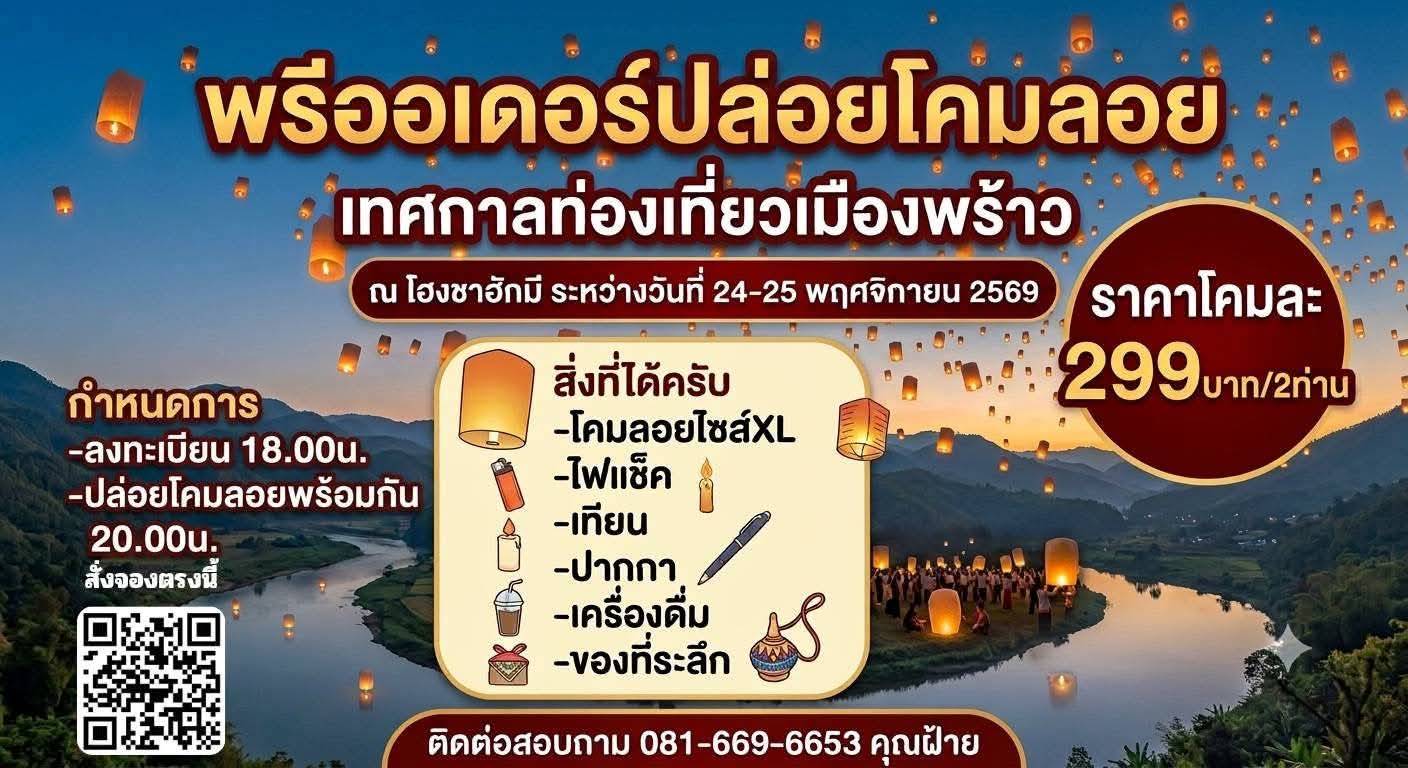 พรีออเดอร์ปล่อยโคมลอย
เทศกาลท่องเที่ยวเมืองพร้าว
ณ โฮงชาฮักมี ระหว่างวันที่ 24-25 พฤศจิกายน 2569
ราคาโคมละ
299บาท/2ท่าน
กำหนดการ
-ลงทะเบียน 18.00น.
-ปล่อยโคมลอยพร้อมกัน
20.00น.
สั่งจองตรงนี้
สิ่งที่ได้ครับ
-โคมลอยไซส์XL
-ไฟแช็ค
-เทียน
-ปากกา
-เครื่องดื่ม
-ของที่ระลึก
ติดต่อสอบถาม 081-669-6653 คุณฝ้าย